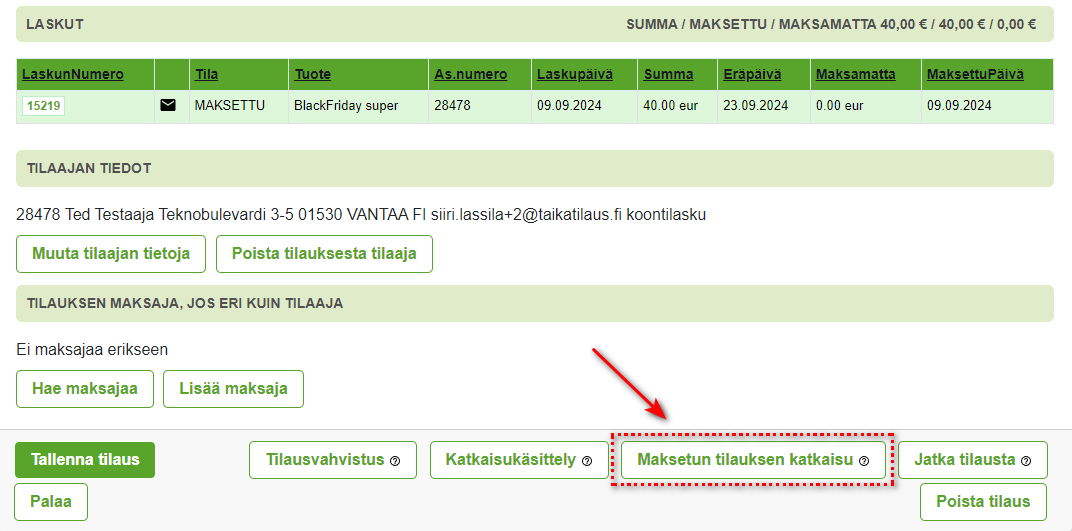 LASKUT SUMMA / MAKSETTU / MAKSAMATTA 40,00 € / 40,00 € / 0,00 €
LaskunNumero Tila Tuote As.numero Laskupäivä Summa Eräpäivä Maksamatta MaksettuPäivä
15219 MAKSETTU BlackFriday super 28478 09.09.2024 40.00 eur 23.09.2024 0.00 eur 09.09.2024
TILAAJAN TIEDOT
28478 Ted Testaaja Teknobulevardi 3-5 01530 VANTAA FI siiri.lassila+2@taikatilaus.fi koontilasku
Muuta tilaajan tietoja Poista tilauksesta tilaaja
TILAUKSEN MAKSAJA, JOS ERI KUIN TILAAJA
Ei maksajaa erikseen
Hae maksajaa Lisää maksaja
Tallenna tilaus Tilausvahvistus ? Katkaisukäsittely ? Maksetun tilauksen katkaisu ? Jatka tilausta ?
Palaa Poista tilaus